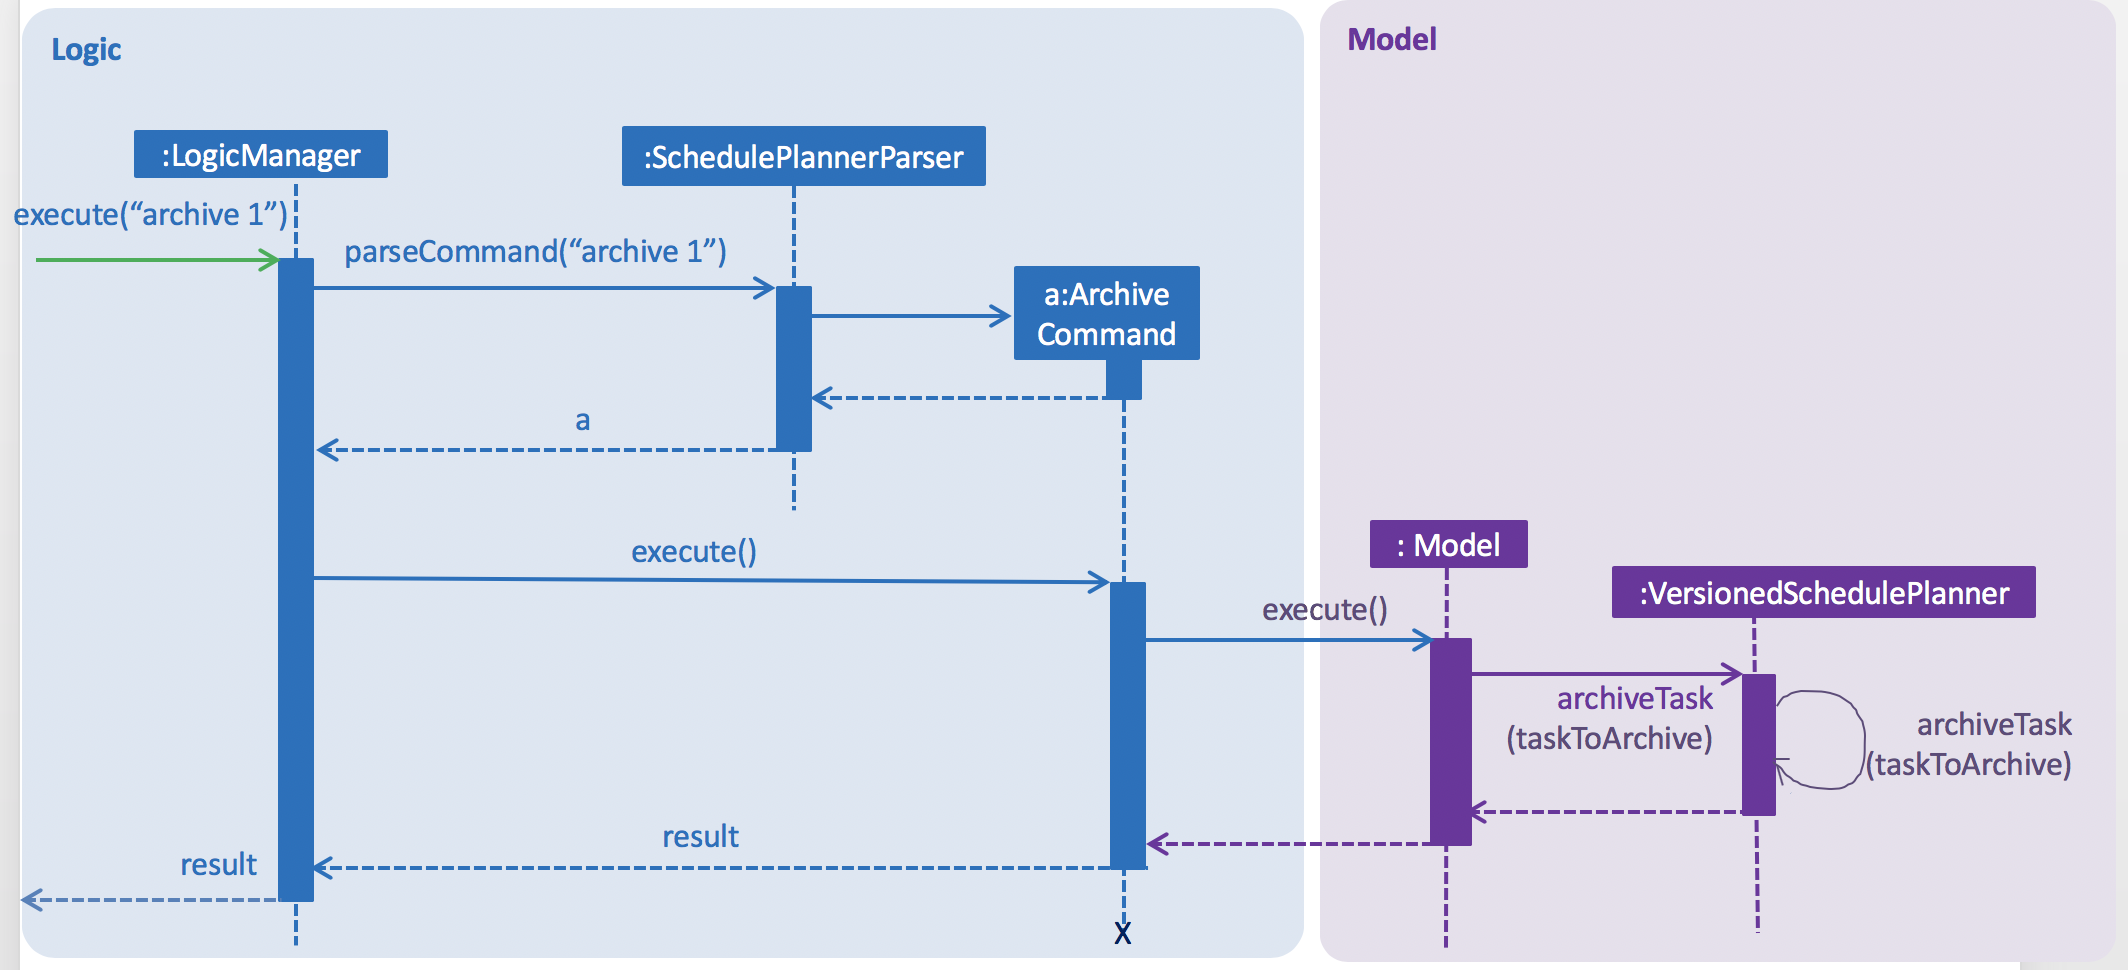 Logic
Model
:LogicManager
:SchedulePlannerParser
execute(“archive 1”)
parseCommand(“archive 1”)
a:Archive
Command
a
execute()
: Model
:VersionedSchedulePlanner
execute()
archiveTask
(taskToArchive)
archiveTask
(taskToArchive)
result
result
X